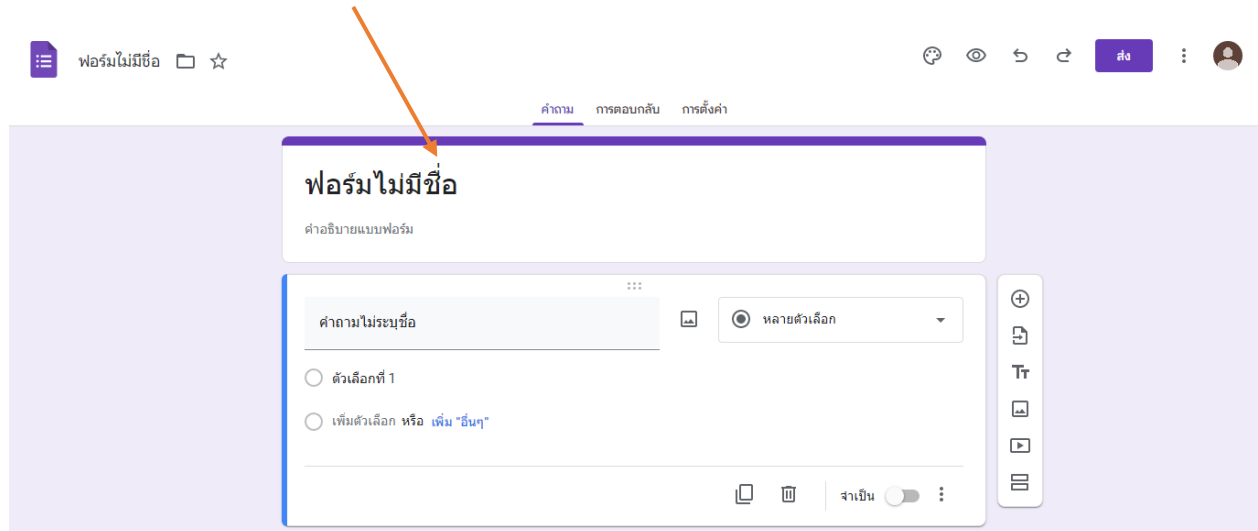 ฟอร์มไม่มีชื่อ
ส่ง
คำถาม การตอบกลับ การตั้งค่า
ฟอร์มไม่มีชื่อ
คำอธิบายแบบฟอร์ม
คำถามไม่ระบุชื่อ
หลายตัวเลือก
ตัวเลือกที่ 1
เพิ่มตัวเลือก หรือ เพิ่ม "อื่นๆ"
จำเป็น